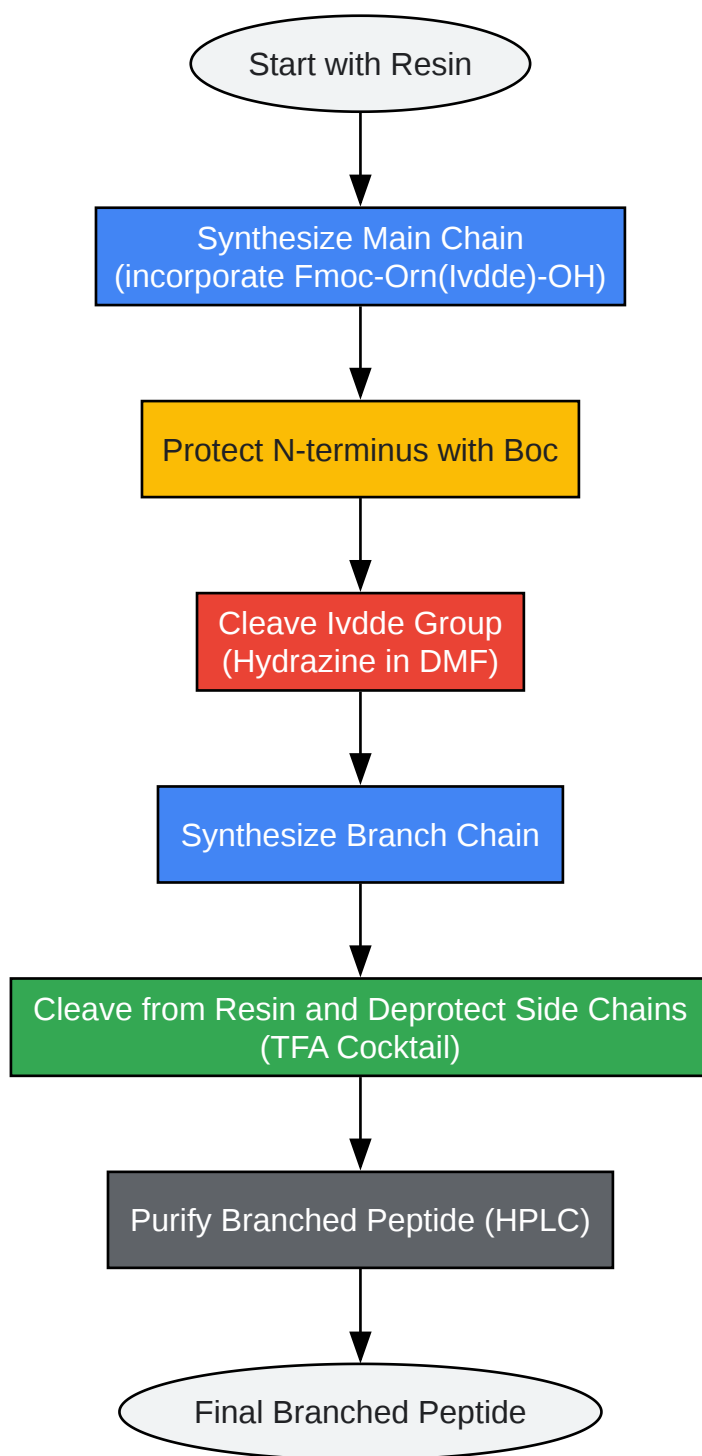 Start with Resin
Synthesize Main Chain
(incorporate Fmoc-Orn(Ivdde)-OH)
Protect N-terminus with Boc
Cleave Ivdde Group
(Hydrazine in DMF)
Synthesize Branch Chain
Cleave from Resin and Deprotect Side Chains
(TFA Cocktail)
Purify Branched Peptide (HPLC)
Final Branched Peptide